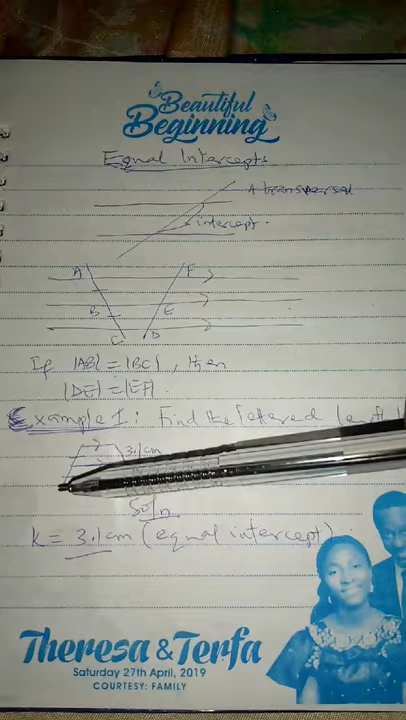 Beautiful
Beginning
Equal Intercepts
A transversal
intercept.
A F
B E
C D
If |AB| = |BC|, then
|DE| = |EF|.
Example 1: Find the lettered
3.1cm
Soln
k = 3.1cm (equal intercept)
Theresa & Terfa
Saturday 27th April, 2019
COURTESY: FAMILY